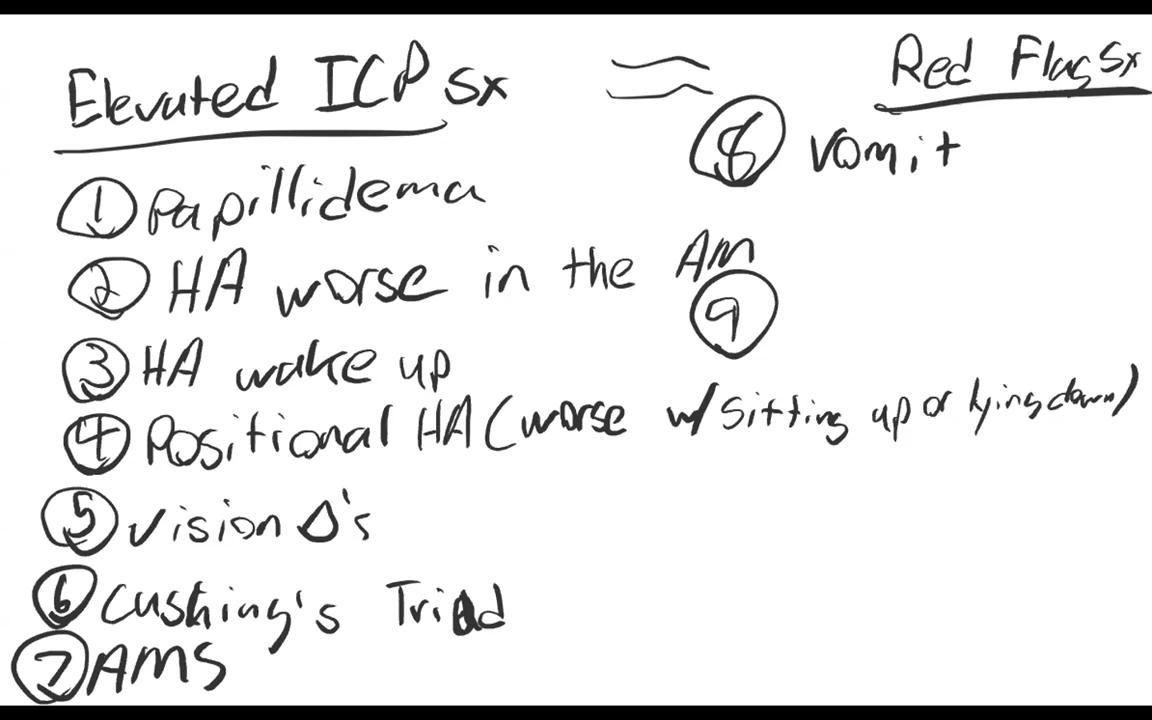 Elevated ICP Sx
Red Flag Sx
① Papillidema
② HA worse in the AM
③ HA wake up
④ Positional HA (worse w/ sitting up or lying down)
⑤ Vision Δ's
⑥ Cushing's Triad
⑦ AMS
⑧ Vomit
⑨